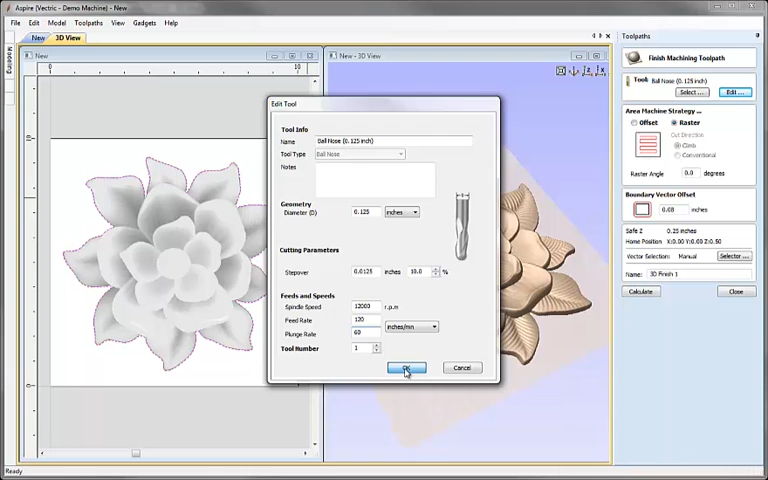 Aspire (Vectric - Demo Machine) - New
File Edit Model Toolpaths View Gadgets Help
New 3D View
Toolpaths
Modeling
New
New - 3D View
0 10
10
0
Finish Machining Toolpath
Tool: Ball Nose (0.125 inch)
Select ... Edit ...
Area Machine Strategy ...
Offset Raster
Cut Direction
Climb
Conventional
Raster Angle 0.0 degrees
Boundary Vector Offset
0.08 inches
Safe Z 0.25 inches
Home Position X:0.00 Y:0.00 Z:0.50
Vector Selection: Manual Selector ...
Name: 3D Finish 1
Calculate Close
Edit Tool
Tool Info
Name Ball Nose (0.125 inch)
Tool Type Ball Nose
Notes
Geometry
Diameter (D) 0.125 inches
Cutting Parameters
Stepover 0.0125 inches 10.0 %
Feeds and Speeds
Spindle Speed 12000 r.p.m
Feed Rate 120
inches/min
Plunge Rate 60
Tool Number 1
OK Cancel
Ready